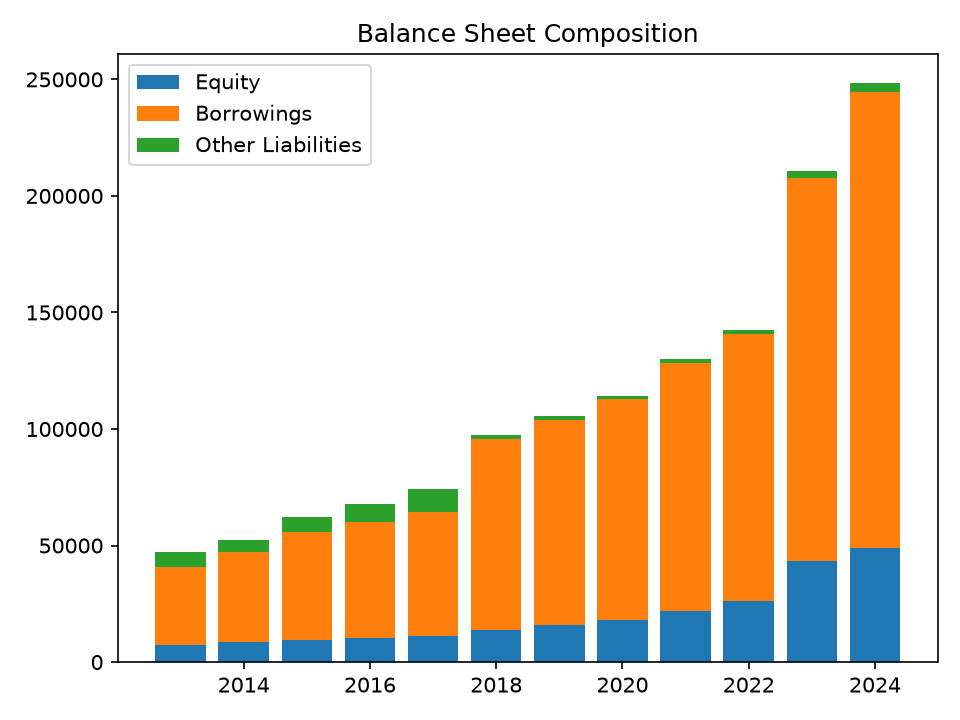 Balance Sheet Composition
Equity
Borrowings
Other Liabilities
250000
200000
150000
100000
50000
0
2014 2016 2018 2020 2022 2024